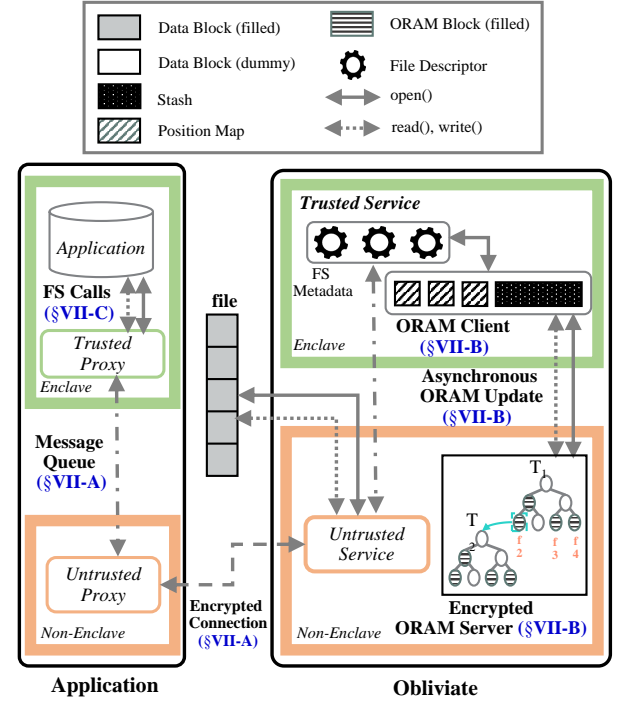 Data Block (filled)
ORAM Block (filled)
Data Block (dummy)
File Descriptor
Stash
open()
Position Map
read(), write()
Application
FS Calls
(§VII-C)
Trusted
Proxy
Enclave
Message
Queue
(§VII-A)
Untrusted
Proxy
Non-Enclave
Application
file
Encrypted
Connection
(§VII-A)
Trusted Service
FS
Metadata
ORAM Client
(§VII-B)
Enclave
Asynchronous
ORAM Update
(§VII-B)
Untrusted
Service
T1
T
2
f f f
2 3 4
Encrypted
ORAM Server (§VII-B)
Non-Enclave
Obliviate